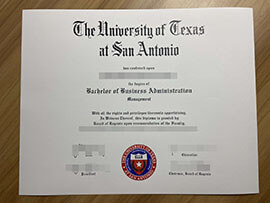 The University of Texas
at San Antonio
has conferred upon
the degree of
Bachelor of Business Administration
Management
With all the rights and privileges thereunto appertaining.
In Witness Thereof, this diploma is granted by
Board of Regents upon recommendation of the Faculty
President
Chairman, Board of Regents